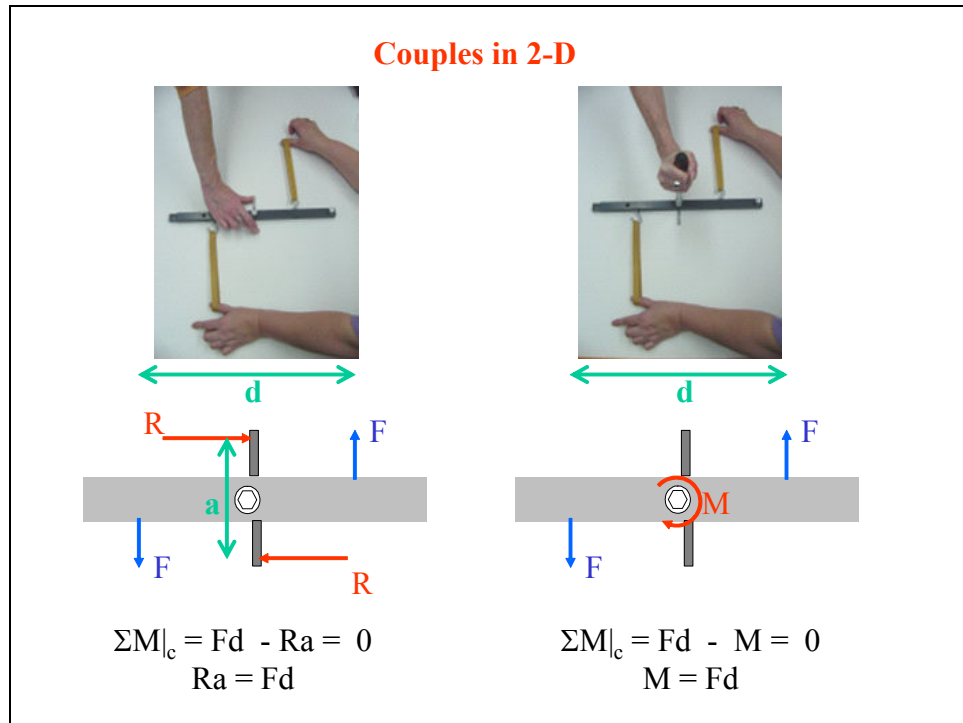 Couples in 2-D
d
d
R
F
a
F
R
F
M
F
ΣM|c = Fd - Ra = 0
Ra = Fd
ΣM|c = Fd - M = 0
M = Fd